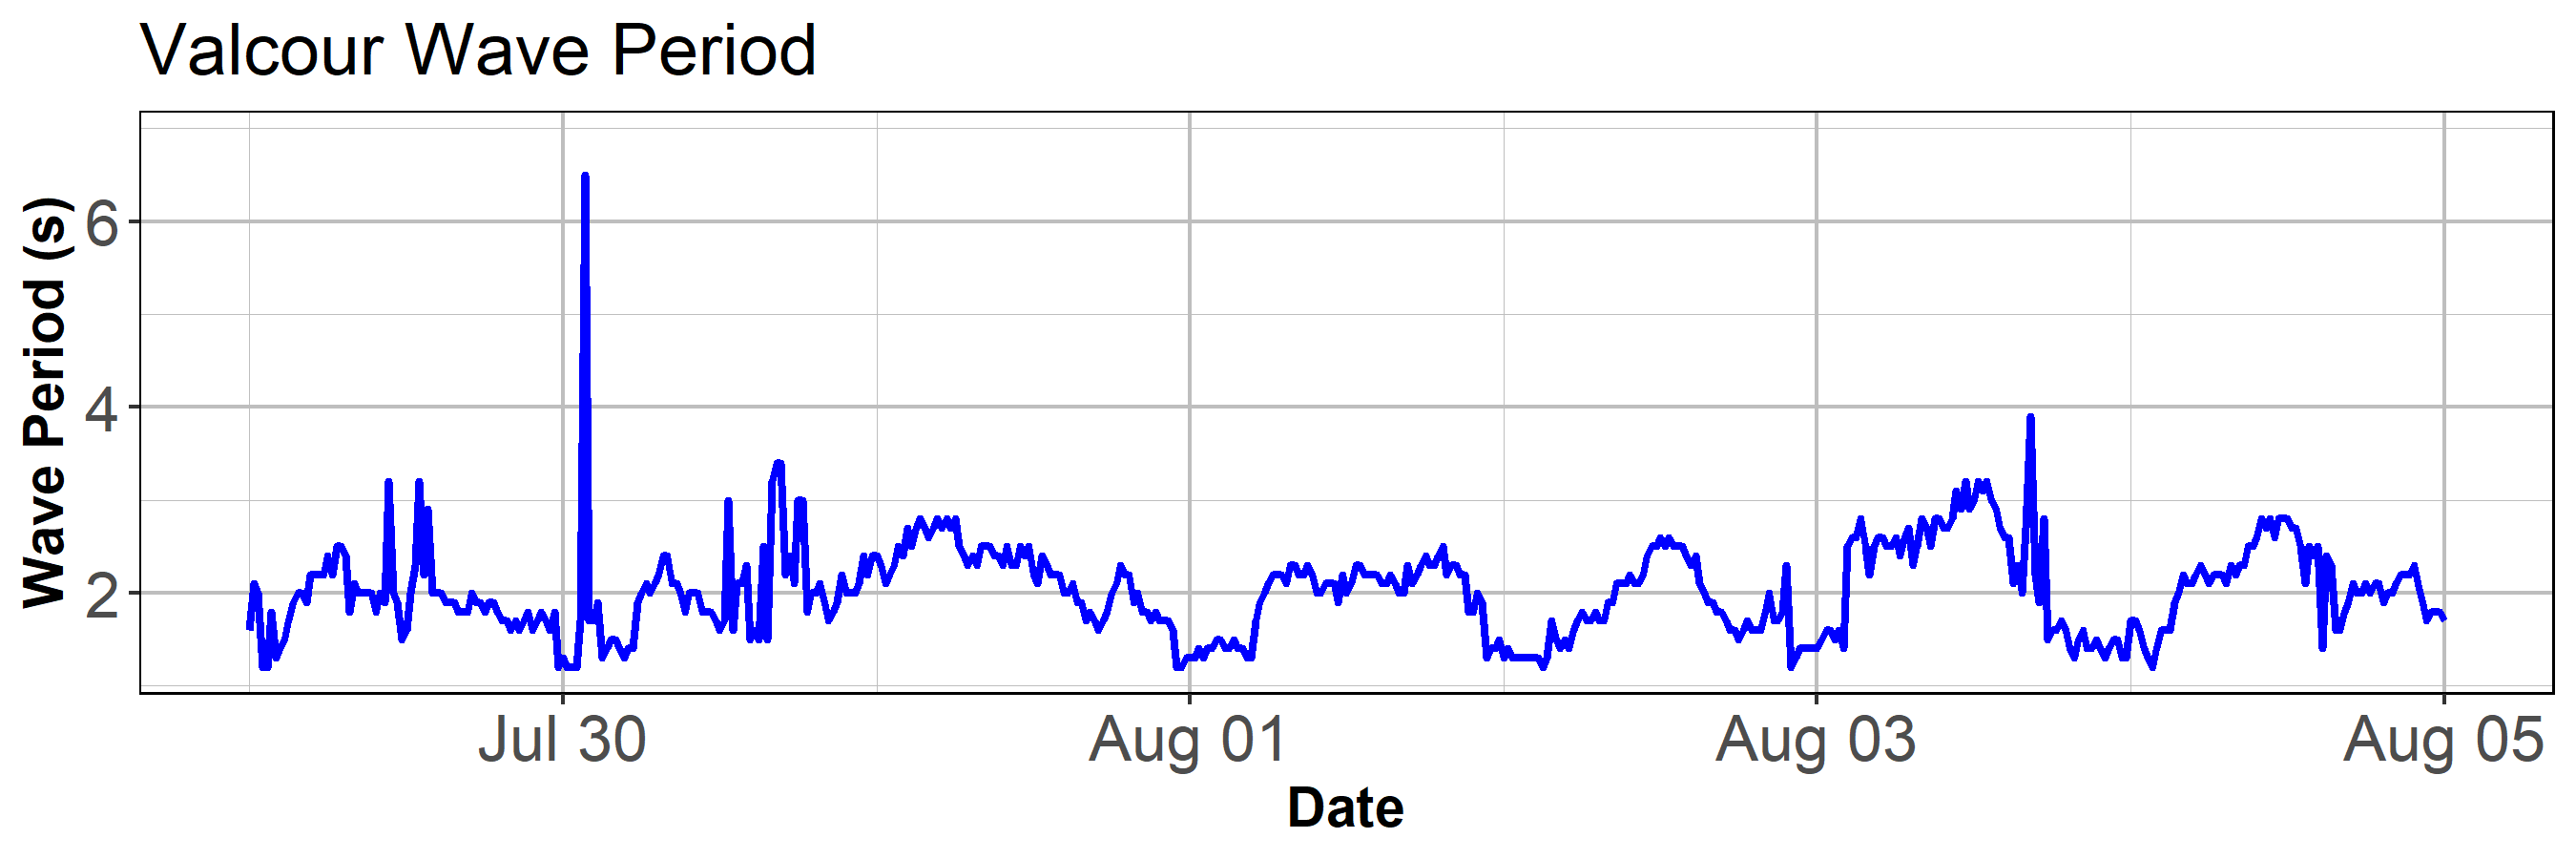 Valcour Wave Period
Wave Period (s)
6
4
2
Jul 30 Aug 01 Aug 03 Aug 05
Date